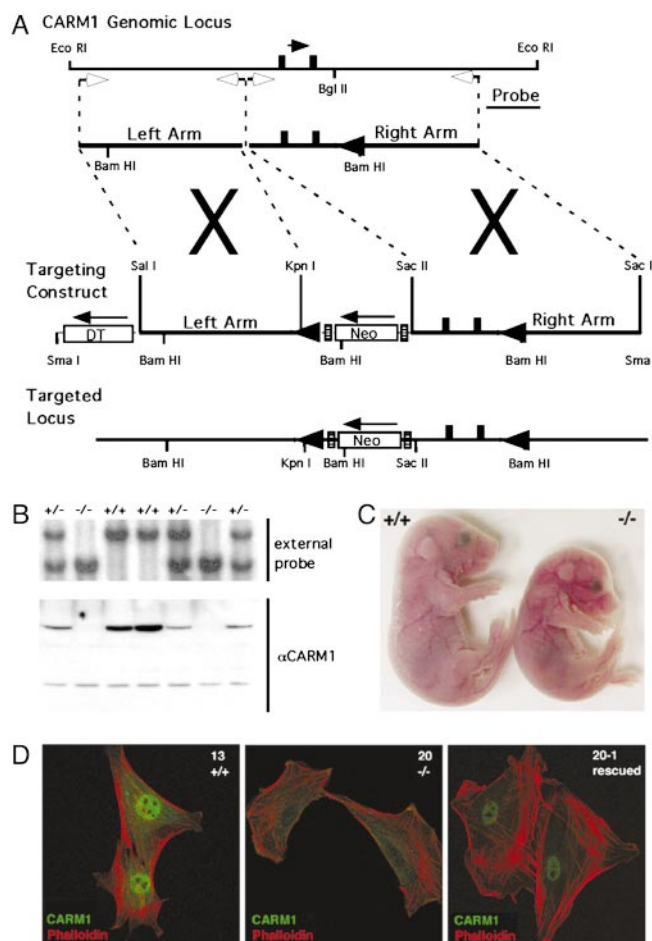 A CARM1 Genomic Locus
Eco RI
Eco RI
Bgl II
Probe
Left Arm
Right Arm
Bam HI
Bam HI
Sal I
Kpn I
Sac II
Sac I
Targeting
Construct
DT
Left Arm
Neo
Right Arm
Sma I
Bam HI
Bam HI
Bam HI
Sma
Targeted
Locus
Neo
Bam HI
Kpn I
Bam HI
Sac II
Bam HI
B
+/- -/- +/+ +/+ +/- -/- +/-
external
probe
αCARM1
C
+/+
-/-
D
13
+/+
CARM1
Phalloidin
20
-/-
CARM1
Phalloidin
20-1
rescued
CARM1
Phalloidin